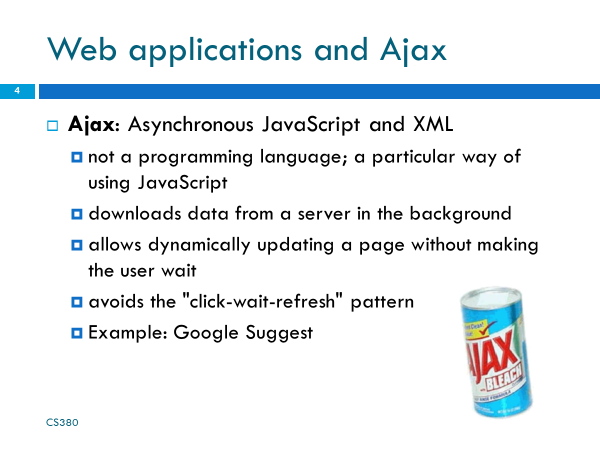 Web applications and Ajax
4
Ajax: Asynchronous JavaScript and XML
not a programming language; a particular way of
using JavaScript
downloads data from a server in the background
allows dynamically updating a page without making
the user wait
avoids the "click-wait-refresh" pattern
Example: Google Suggest
AJAX
BLEACH
CS380